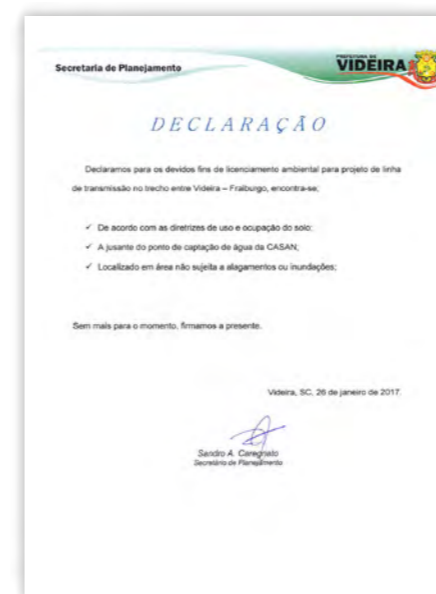 Secretaria de Planejamento
PREFEITURA DE
VIDEIRA
DECLARAÇÃO
Declaramos para os devidos fins de licenciamento ambiental para projeto de linha
de transmissão no trecho entre Videira – Fraiburgo, encontra-se;
✓ De acordo com as diretrizes de uso e ocupação do solo;
✓ A jusante do ponto de captação de água da CASAN;
✓ Localizado em área não sujeita a alagamentos ou inundações;
Sem mais para o momento, firmamos a presente.
Videira, SC, 26 de janeiro de 2017.
Sandro A. Caregnato
Secretário de Planejamento